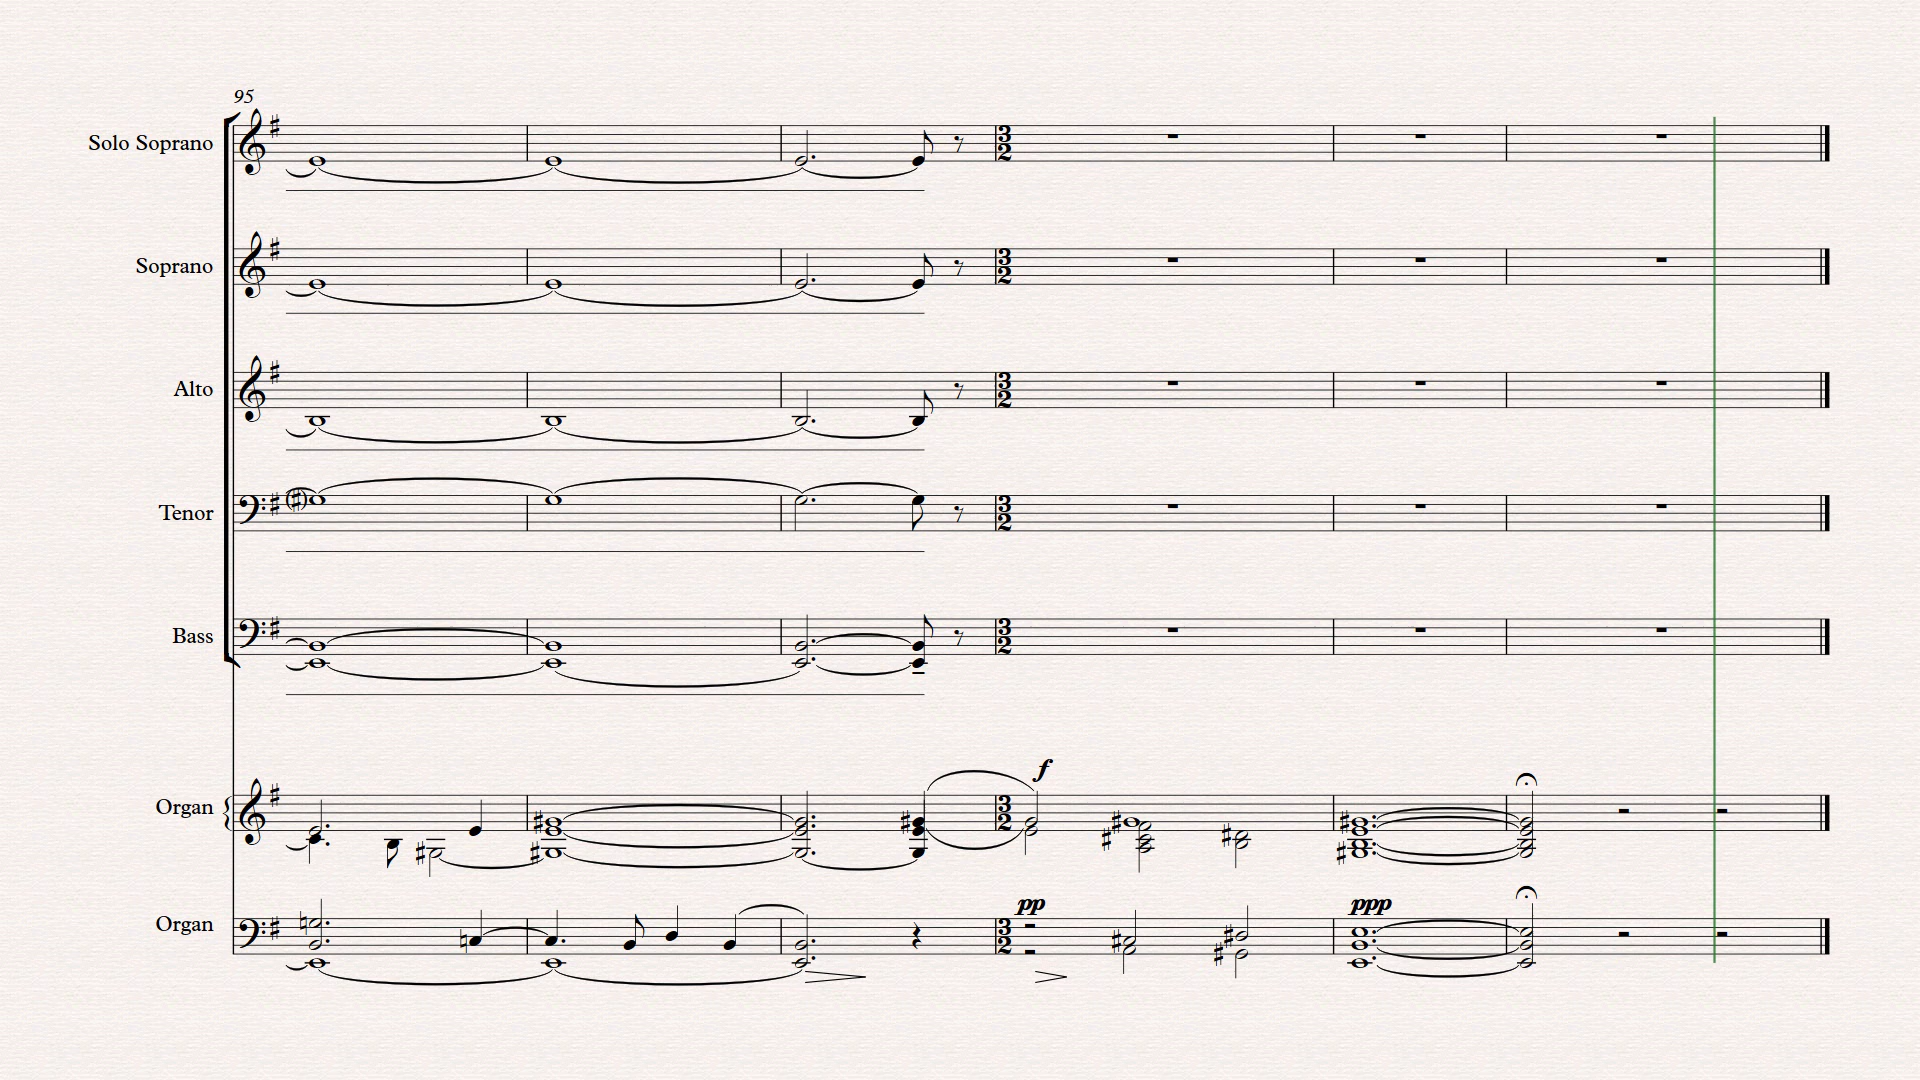 95
Solo Soprano
Soprano
Alto
Tenor
Bass
Organ
f
Organ
pp
ppp